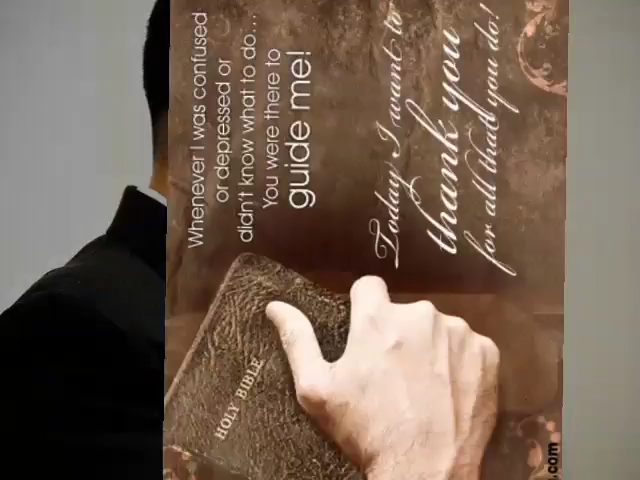 Whenever I was confused
or depressed or
didn't know what to do....
You were there to
guide me!
Today I want to
thank you
for all that you do!
HOLY BIBLE
.com